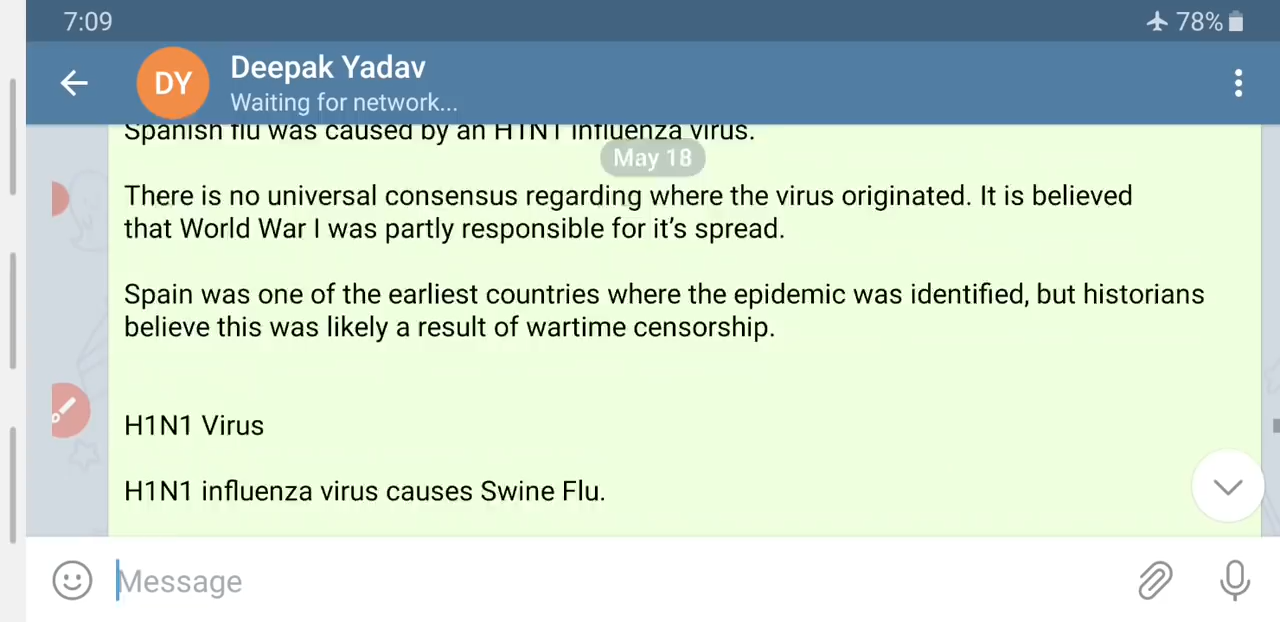 7:09
78%
DY
Deepak Yadav
Waiting for network...
Spanish flu was caused by an H1N1 influenza virus.
May 18
There is no universal consensus regarding where the virus originated. It is believed
that World War I was partly responsible for it’s spread.
Spain was one of the earliest countries where the epidemic was identified, but historians
believe this was likely a result of wartime censorship.
H1N1 Virus
H1N1 influenza virus causes Swine Flu.
Message